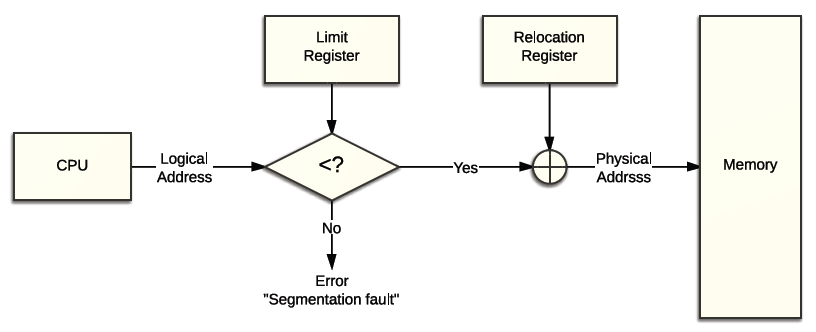 Limit
Register
Relocation
Register
CPU
Logical
Address
<?
Yes
Physical
Addrsss
Memory
No
Error
"Segmentation fault"